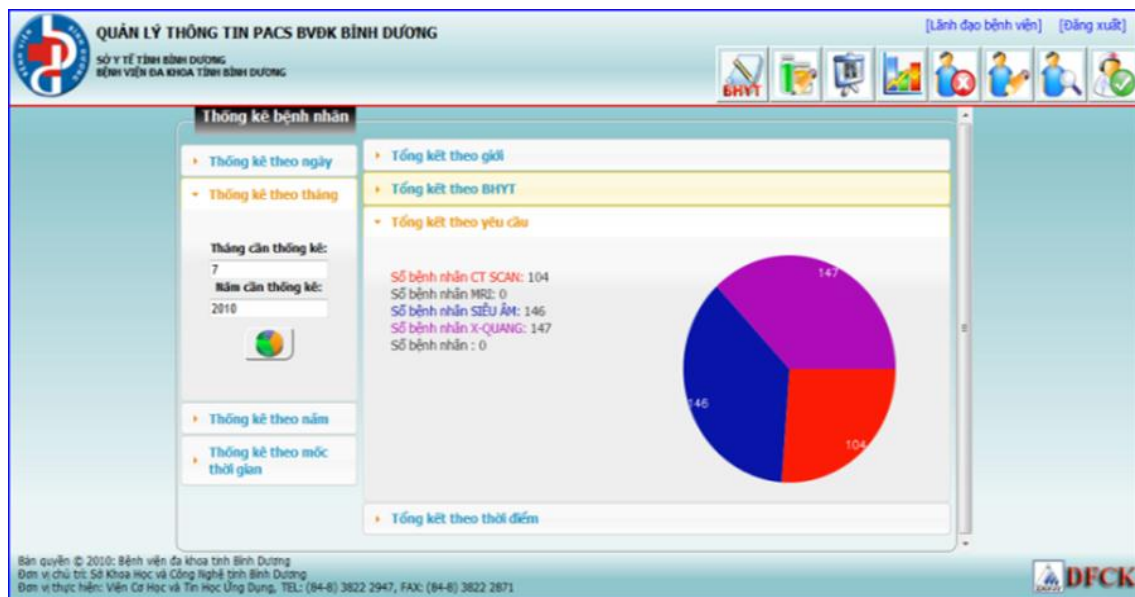 QUẢN LÝ THÔNG TIN PACS BVĐK BÌNH DƯƠNG
[Lãnh đạo bệnh viện] [Đăng xuất]
SỞ Y TẾ TỈNH BÌNH DƯƠNG
BỆNH VIỆN ĐA KHOA TỈNH BÌNH DƯƠNG
BHYT
Thống kê bệnh nhân
Thống kê theo ngày
Thống kê theo tháng
Tháng cần thống kê:
7
Năm cần thống kê:
2010
Thống kê theo năm
Thống kê theo mốc
thời gian
Tổng kết theo giới
Tổng kết theo BHYT
Tổng kết theo yêu cầu
Số bệnh nhân CT SCAN: 104
Số bệnh nhân MRI: 0
Số bệnh nhân SIÊU ÂM: 146
Số bệnh nhân X-QUANG: 147
Số bệnh nhân : 0
147
146
104
Tổng kết theo thời điểm
Bản quyền © 2010: Bệnh viện đa khoa tỉnh Bình Dương
Đơn vị chủ trì: Sở Khoa Học và Công Nghệ tỉnh Bình Dương
Đơn vị thực hiện: Viện Cơ Học và Tin Học Ứng Dụng, TEL: (84-8) 3822 2947, FAX: (84-8) 3822 2871
DFCK